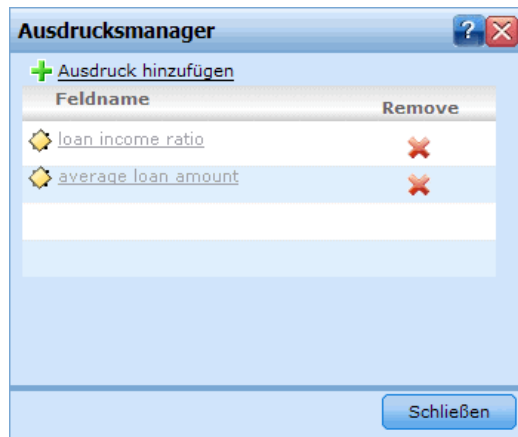 Ausdrucksmanager ?
Ausdruck hinzufügen
Feldname Remove
loan income ratio
average loan amount
Schließen